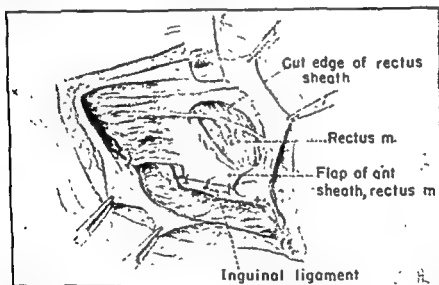 Cut edge of rectus
sheath
Rectus m.
Flap of ant
sheath, rectus m
Inguinal ligament